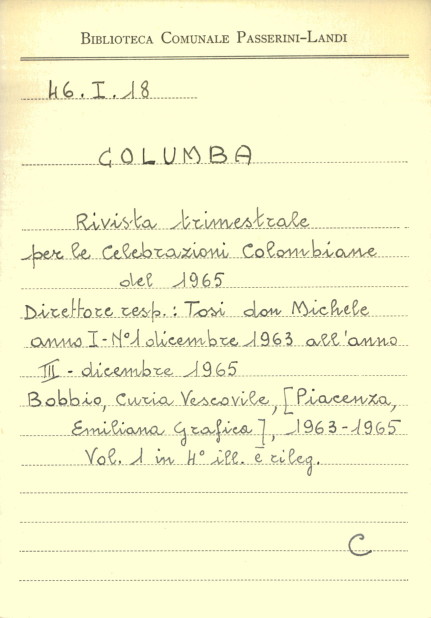 BIBLIOTECA COMUNALE PASSERINI-LANDI
46.I.18
COLUMBA
Rivista trimestrale
per le Celebrazioni Colombiane
del 1965
Direttore resp.: Tosi don Michele
anno I - N° 1 dicembre 1963 all'anno
III - dicembre 1965
Bobbio, Curia Vescovile, [Piacenza,
Emiliana Grafica], 1963-1965
Vol. 1 in 4° ill. è rileg.
C